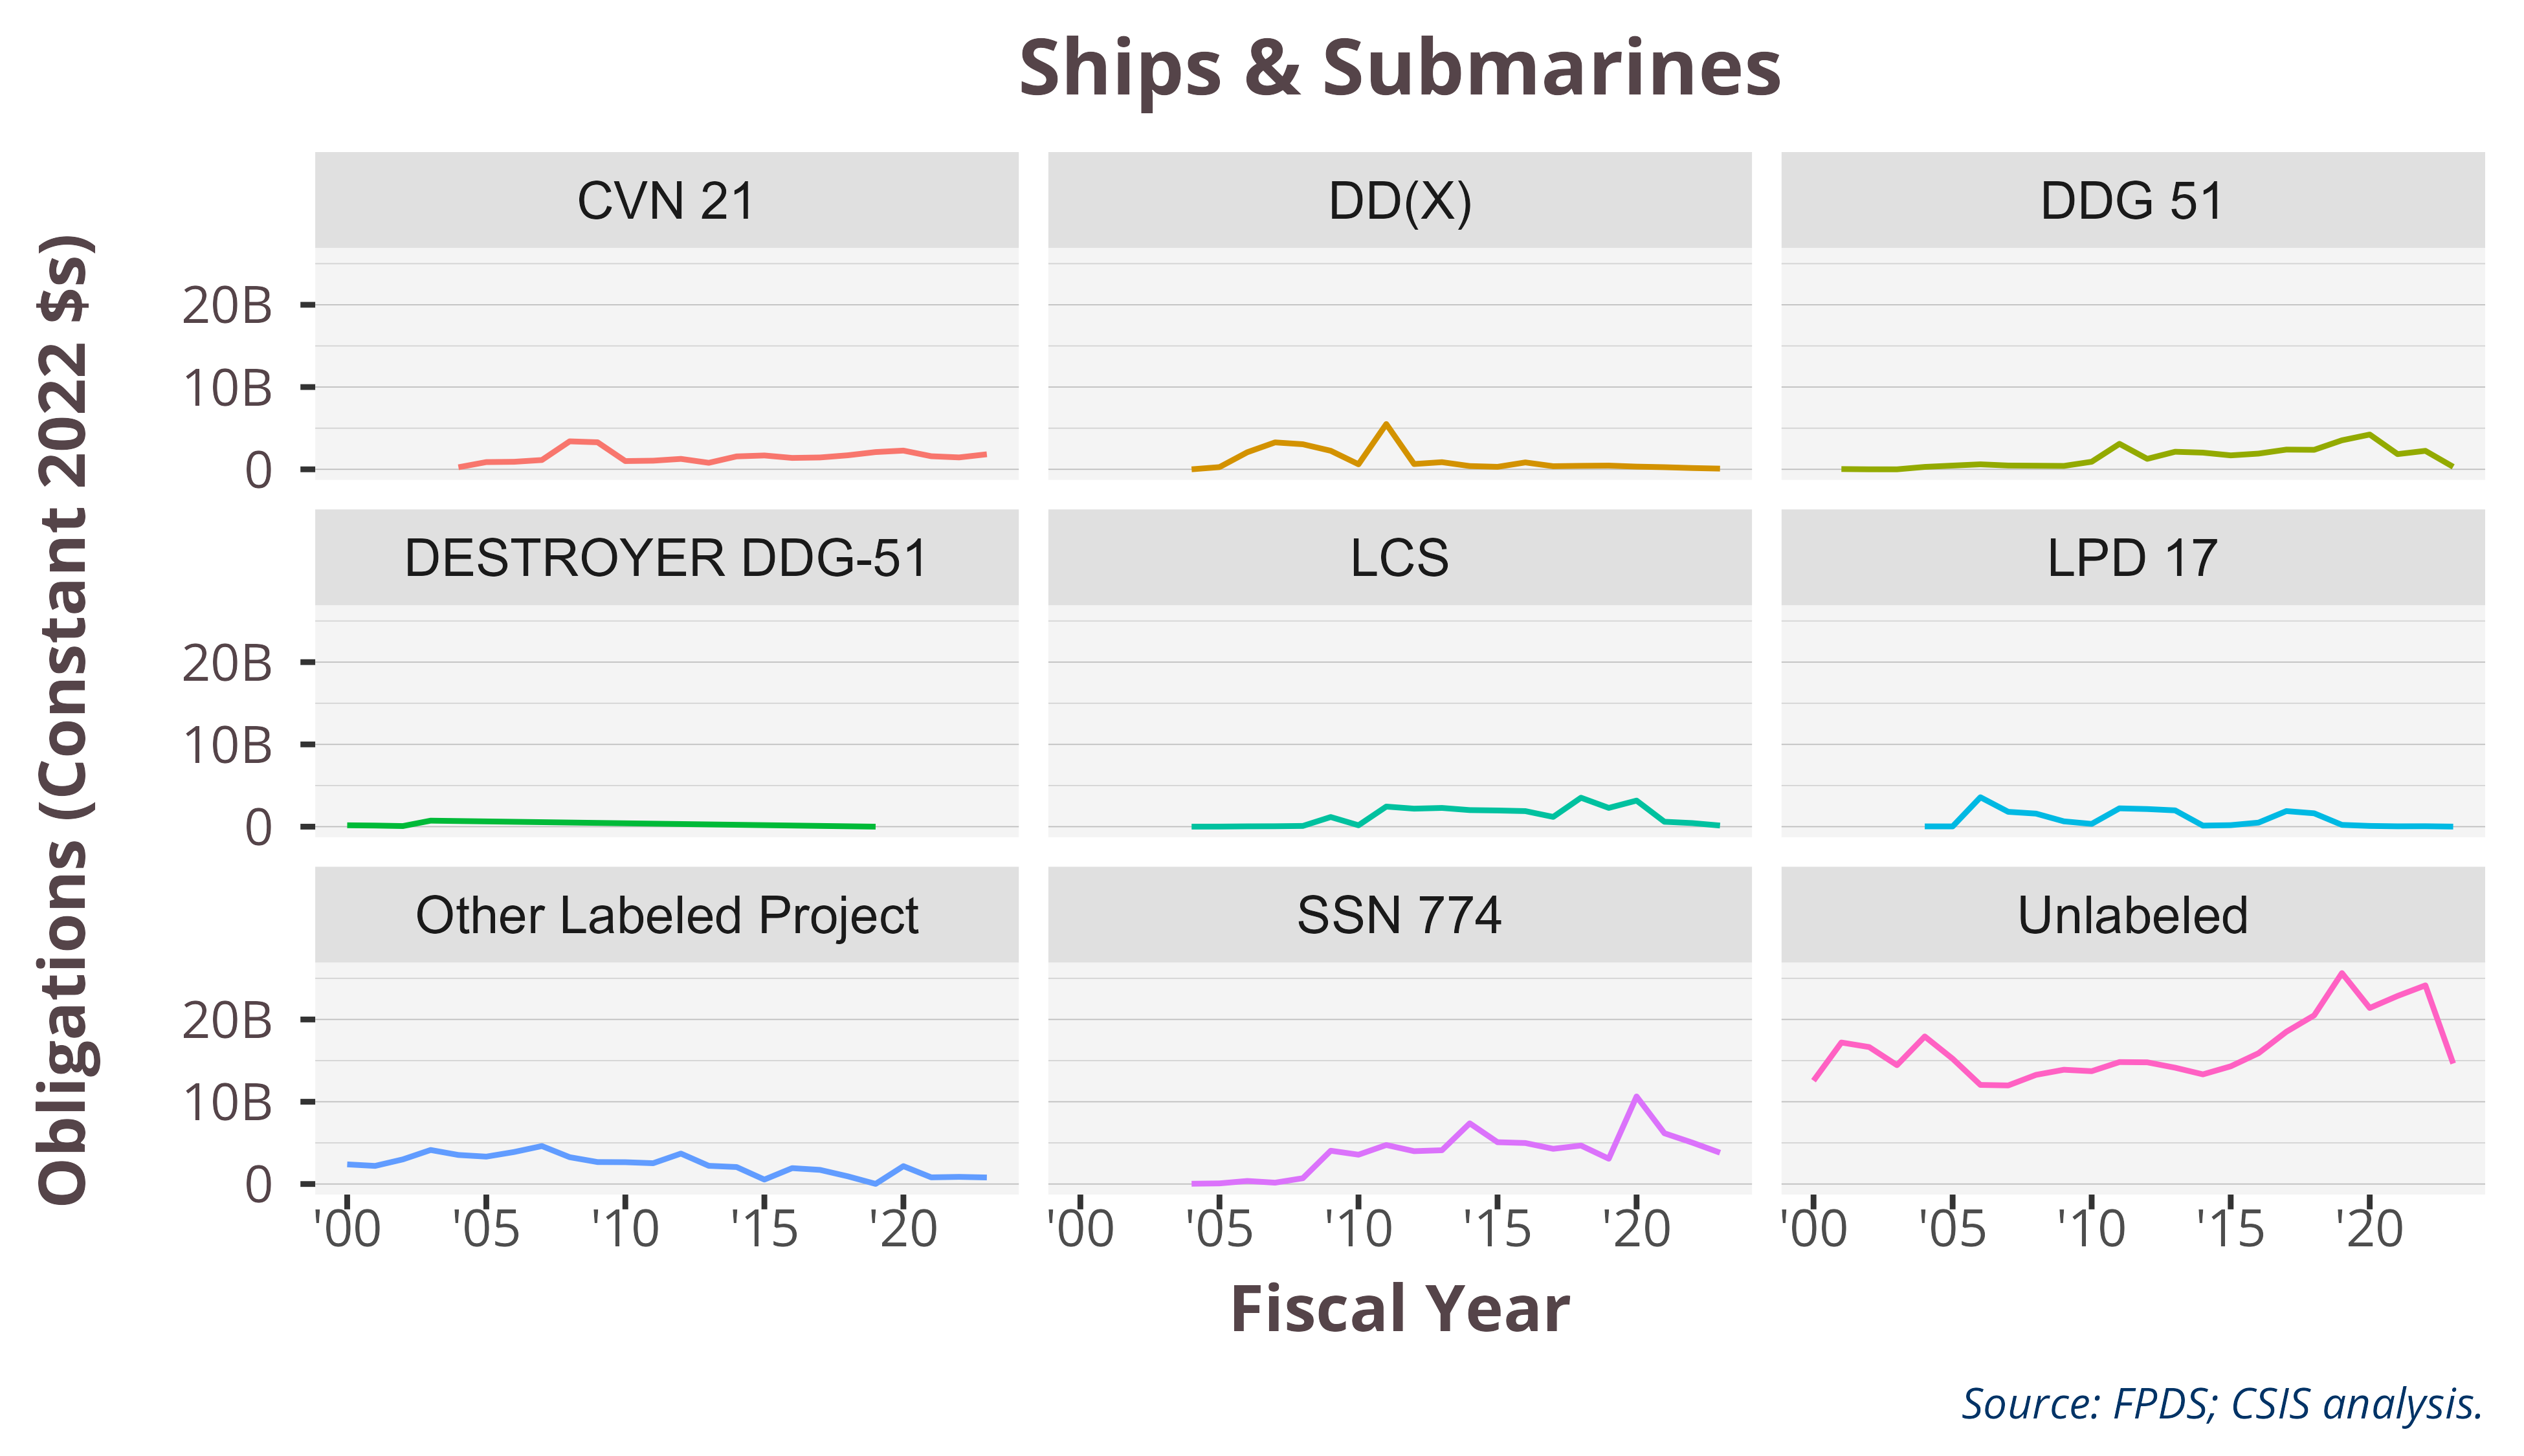 Ships & Submarines
Obligations (Constant 2022 $s)
CVN 21
DD(X)
DDG 51
20B
10B
0
DESTROYER DDG-51
LCS
LPD 17
20B
10B
0
Other Labeled Project
SSN 774
Unlabeled
20B
10B
0
'00 '05 '10 '15 '20
'00 '05 '10 '15 '20
'00 '05 '10 '15 '20
Fiscal Year
Source: FPDS; CSIS analysis.